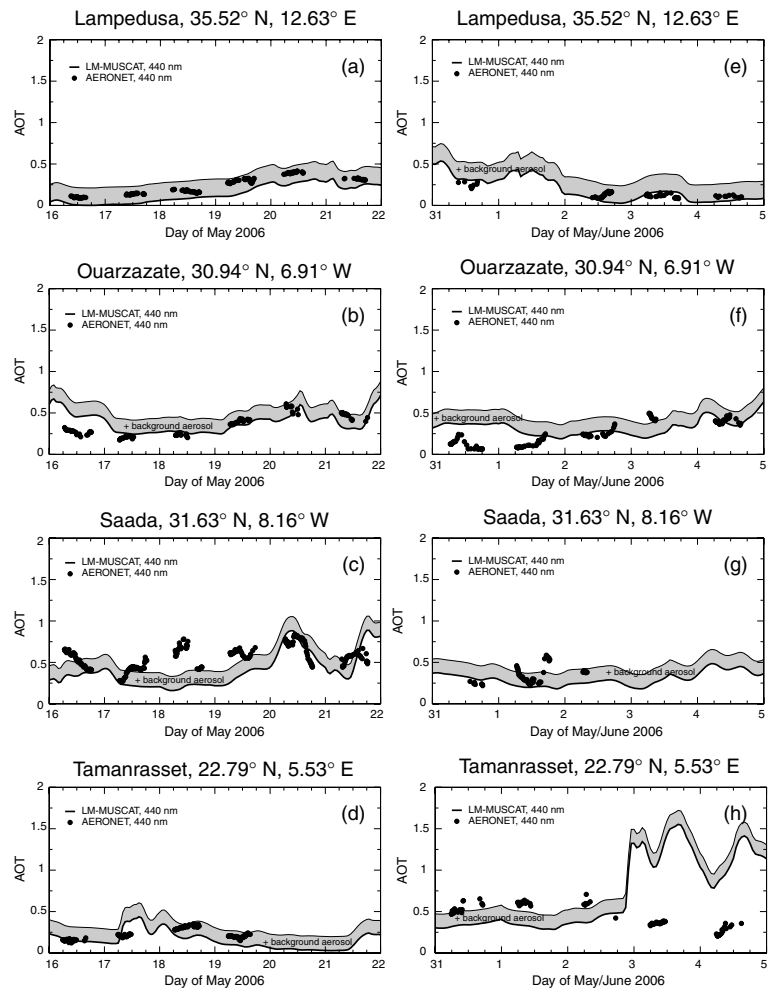 Lampedusa, 35.52° N, 12.63° E
2
1.5
1
0.5
0
AOT
LM-MUSCAT, 440 nm
AERONET, 440 nm
(a)
16 17 18 19 20 21 22
Day of May 2006
Lampedusa, 35.52° N, 12.63° E
2
1.5
1
0.5
0
AOT
LM-MUSCAT, 440 nm
AERONET, 440 nm
(e)
+ background aerosol
31 1 2 3 4 5
Day of May/June 2006
Ouarzazate, 30.94° N, 6.91° W
2
1.5
1
0.5
0
AOT
LM-MUSCAT, 440 nm
AERONET, 440 nm
(b)
+ background aerosol
16 17 18 19 20 21 22
Day of May 2006
Ouarzazate, 30.94° N, 6.91° W
2
1.5
1
0.5
0
AOT
LM-MUSCAT, 440 nm
AERONET, 440 nm
(f)
+ background aerosol
31 1 2 3 4 5
Day of May/June 2006
Saada, 31.63° N, 8.16° W
2
1.5
1
0.5
0
AOT
LM-MUSCAT, 440 nm
AERONET, 440 nm
(c)
+ background aerosol
16 17 18 19 20 21 22
Day of May 2006
Saada, 31.63° N, 8.16° W
2
1.5
1
0.5
0
AOT
LM-MUSCAT, 440 nm
AERONET, 440 nm
(g)
+ background aerosol
31 1 2 3 4 5
Day of May/June 2006
Tamanrasset, 22.79° N, 5.53° E
2
1.5
1
0.5
0
AOT
LM-MUSCAT, 440 nm
AERONET, 440 nm
(d)
+ background aerosol
16 17 18 19 20 21 22
Day of May 2006
Tamanrasset, 22.79° N, 5.53° E
2
1.5
1
0.5
0
AOT
LM-MUSCAT, 440 nm
AERONET, 440 nm
(h)
+ background aerosol
31 1 2 3 4 5
Day of May/June 2006